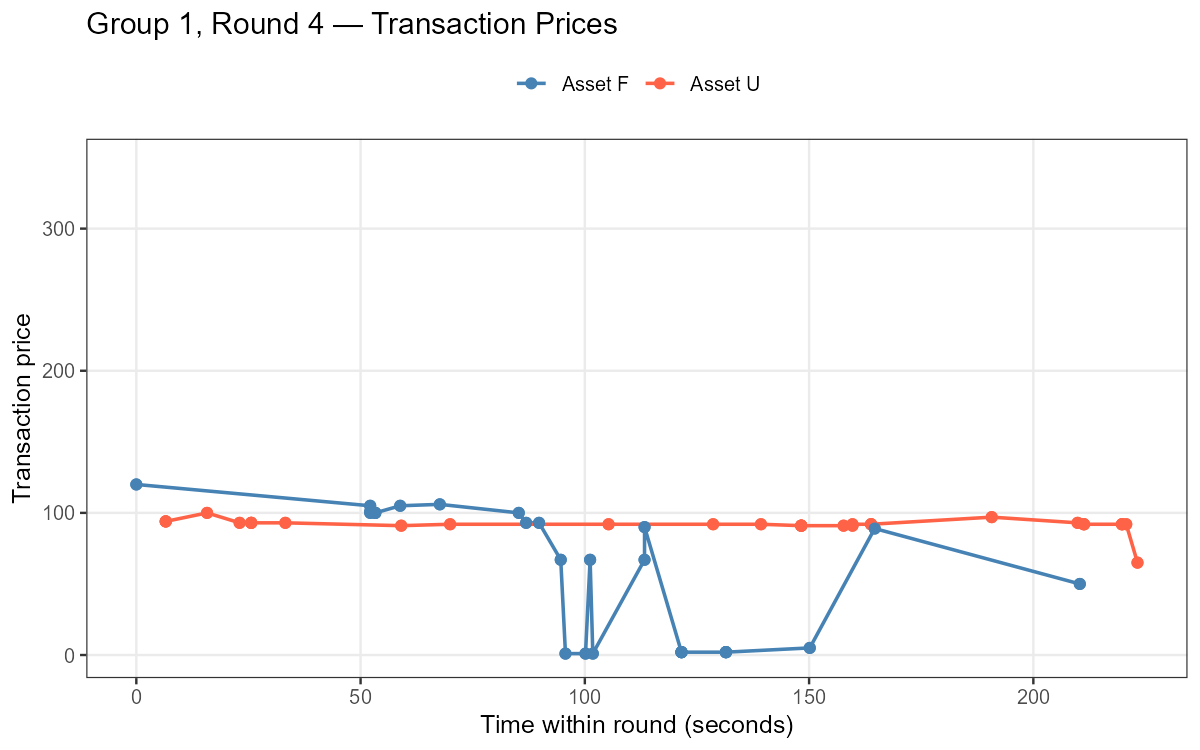 Group 1, Round 4 — Transaction Prices
Asset F
Asset U
Transaction price
300
200
100
0
0
50
100
150
200
Time within round (seconds)